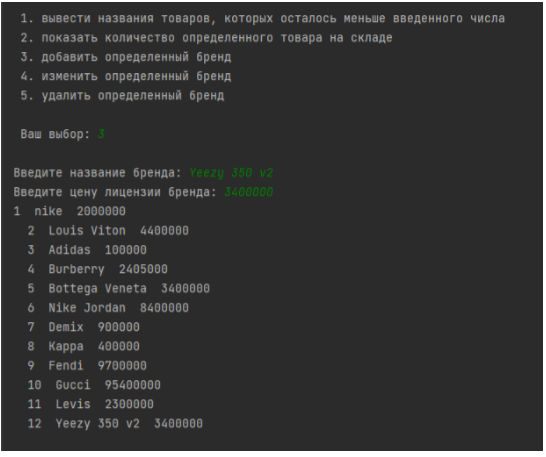 1. вывести названия товаров, которых осталось меньше введенного числа
2. показать количество определенного товара на складе
3. добавить определенный бренд
4. изменить определенный бренд
5. удалить определенный бренд
Ваш выбор: 3
Введите название бренда: Yeezy 350 v2
Введите цену лицензии бренда: 3400000
1 nike 2000000
2 Louis Viton 4400000
3 Adidas 100000
4 Burberry 2405000
5 Bottega Veneta 3400000
6 Nike Jordan 8400000
7 Demix 900000
8 Kappa 400000
9 Fendi 9700000
10 Gucci 95400000
11 Levis 2300000
12 Yeezy 350 v2 3400000